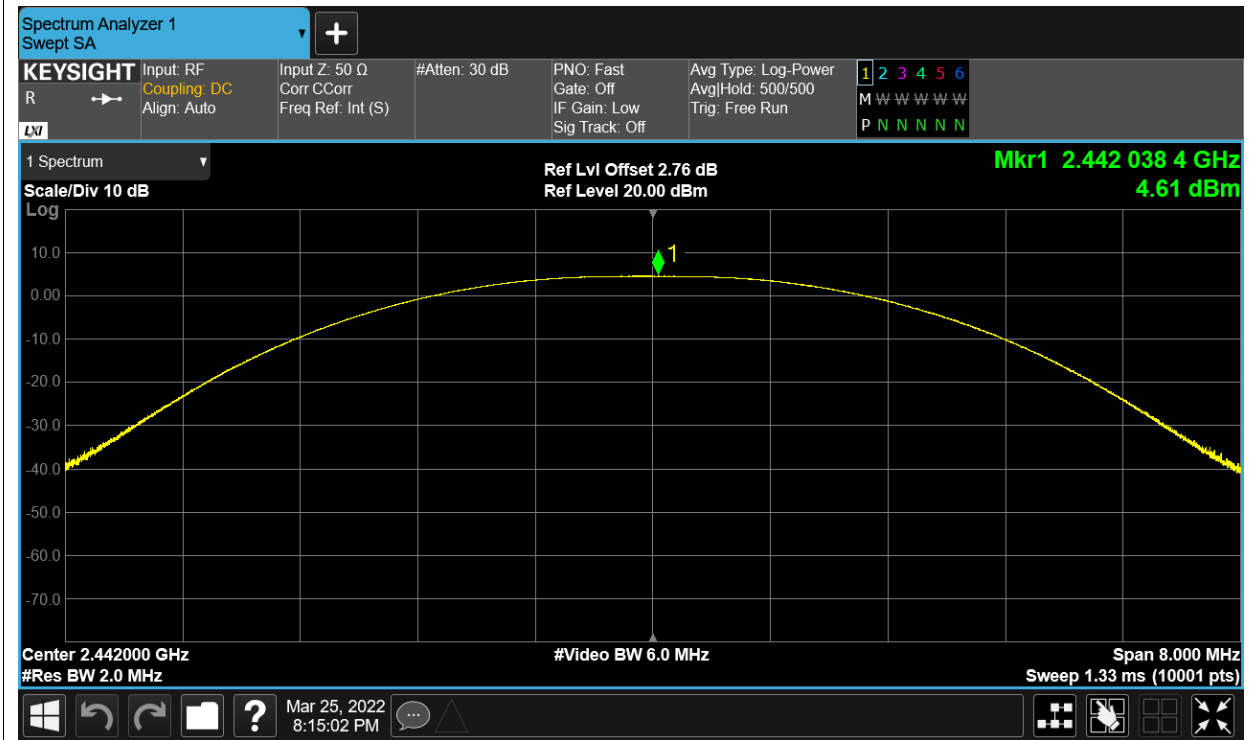 Spectrum Analyzer 1
Swept SA
KEYSIGHT
R
LXI
Input: RF
Coupling: DC
Align: Auto
Input Z: 50 Ω
Corr CCorr
Freq Ref: Int (S)
#Atten: 30 dB
PNO: Fast
Gate: Off
IF Gain: Low
Sig Track: Off
Avg Type: Log-Power
Avg|Hold: 500/500
Trig: Free Run
1 2 3 4 5 6
M W W W W W
P N N N N N
1 Spectrum
Scale/Div 10 dB
Log
Ref Lvl Offset 2.76 dB
Ref Level 20.00 dBm
Mkr1 2.442 038 4 GHz
4.61 dBm
1
10.0
0.00
-10.0
-20.0
-30.0
-40.0
-50.0
-60.0
-70.0
Center 2.442000 GHz
#Res BW 2.0 MHz
#Video BW 6.0 MHz
Span 8.000 MHz
Sweep 1.33 ms (10001 pts)
?
Mar 25, 2022
8:15:02 PM